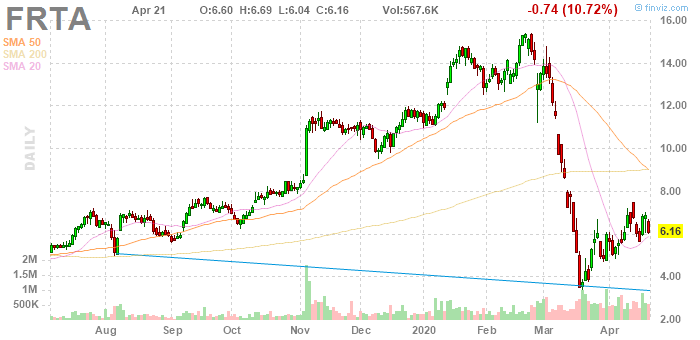 FRTA Apr 21 O:6.60 H:6.69 L:6.04 C:6.16 Vol:567.6K -0.74 (10.72%)
© finviz.com
SMA 50
SMA 200
SMA 20
DAILY
16.00
14.00
12.00
10.00
8.00
6.16
4.00
2.00
2M
1.5M
1M
500K
Aug Sep Oct Nov Dec 2020 Feb Mar Apr